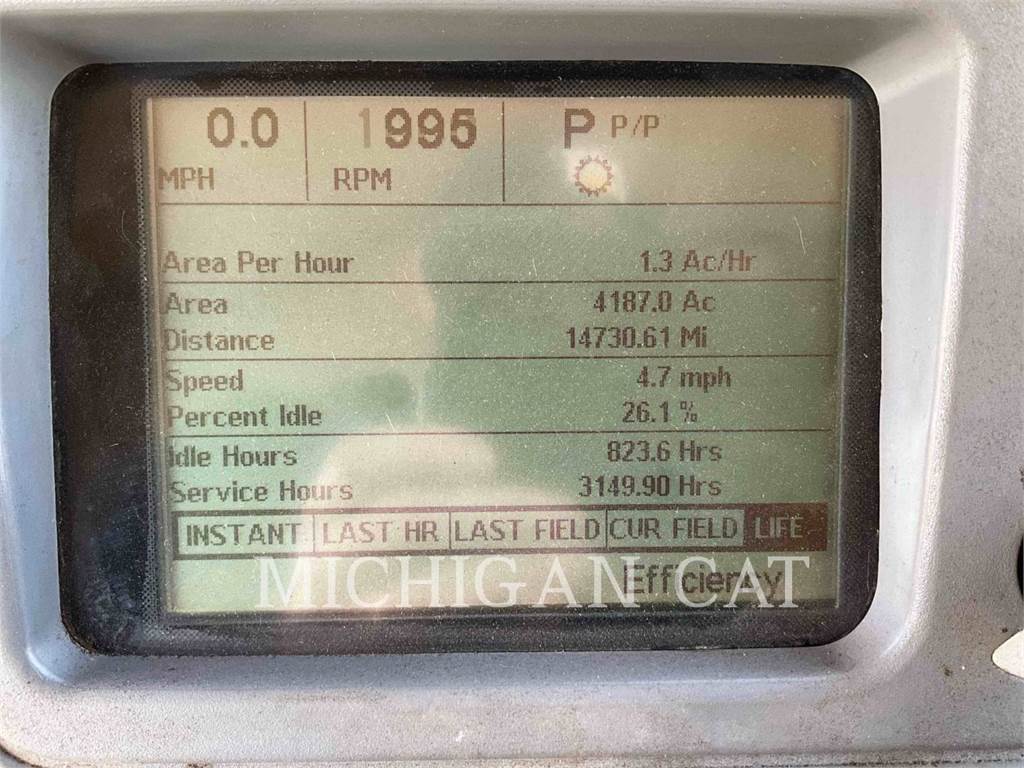 0.0 1995 P P/P
MPH RPM
Area Per Hour 1.3 Ac/Hr
Area 4187.0 Ac
Distance 14730.61 Mi
Speed 4.7 mph
Percent Idle 26.1 %
Idle Hours 823.6 Hrs
Service Hours 3149.90 Hrs
INSTANT LAST HR LAST FIELD CUR FIELD LIFE
Efficiency
MICHIGAN CAT